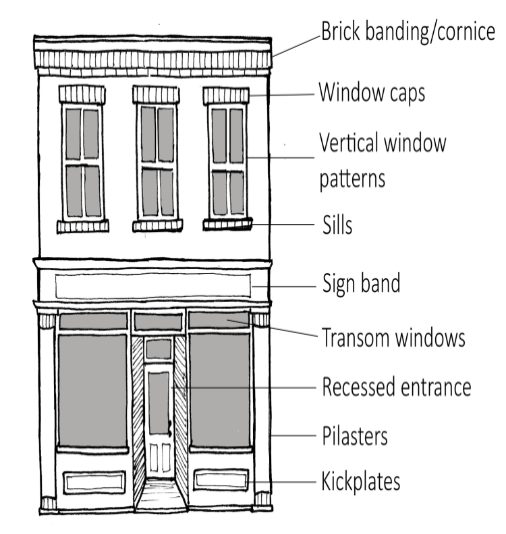 Brick banding/cornice
Window caps
Vertical window
patterns
Sills
Sign band
Transom windows
Recessed entrance
Pilasters
Kickplates